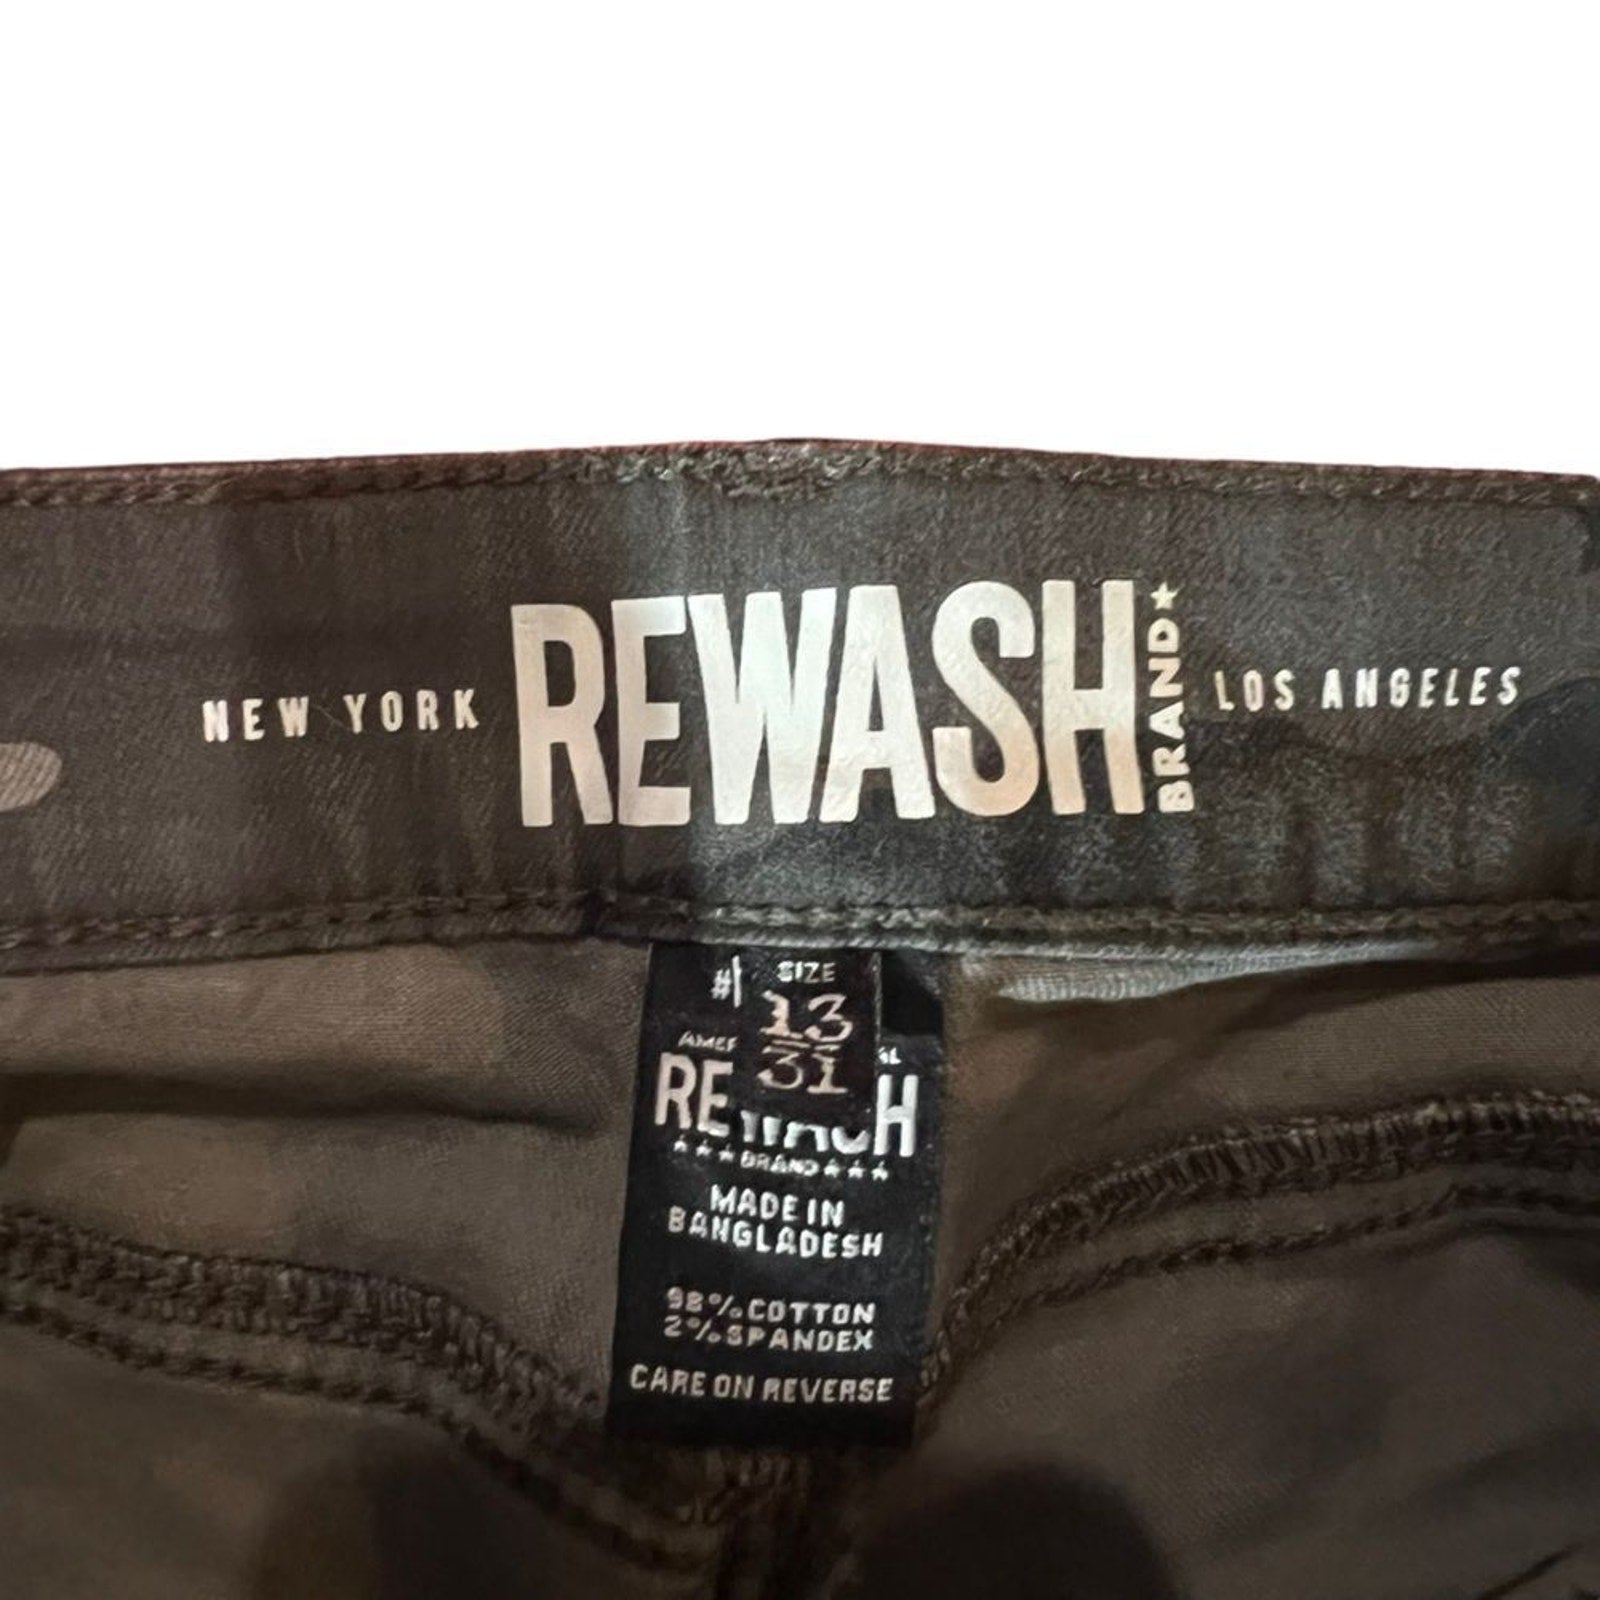 NEW YORK REWASH BRAND LOS ANGELES
SIZE
13
31
BRAND
MADE IN
BANGLADESH
98% COTTON
2% SPANDEX
CARE ON REVERSE